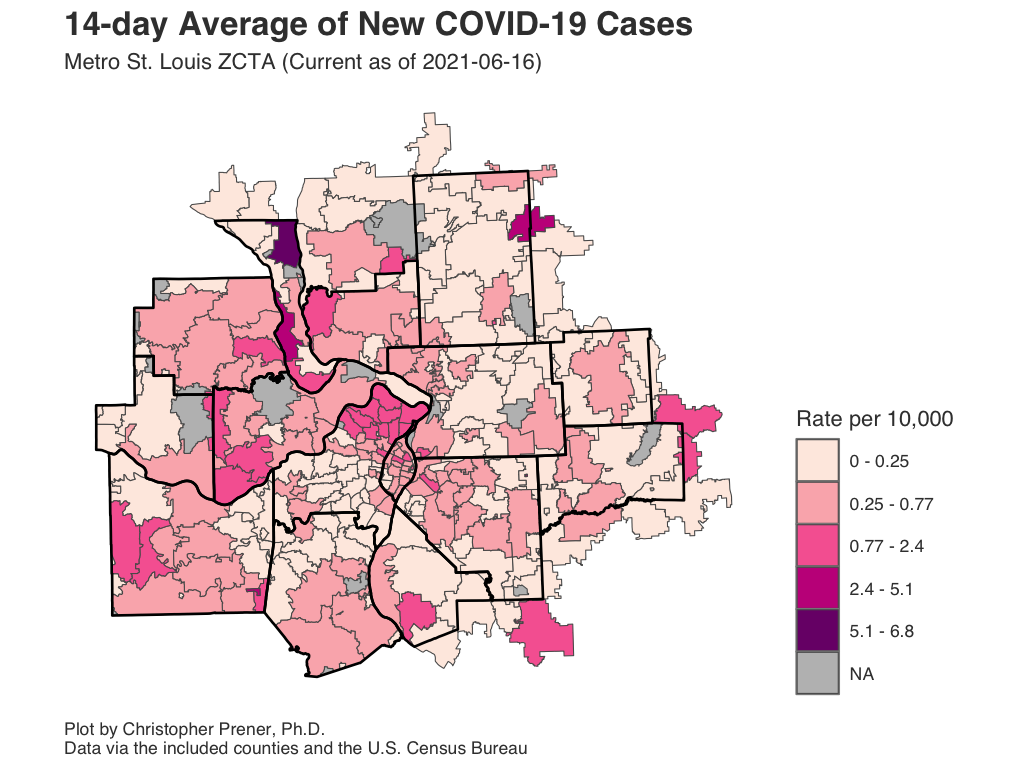 14-day Average of New COVID-19 Cases
Metro St. Louis ZCTA (Current as of 2021-06-16)
Rate per 10,000
0 - 0.25
0.25 - 0.77
0.77 - 2.4
2.4 - 5.1
5.1 - 6.8
NA
Plot by Christopher Prener, Ph.D.
Data via the included counties and the U.S. Census Bureau